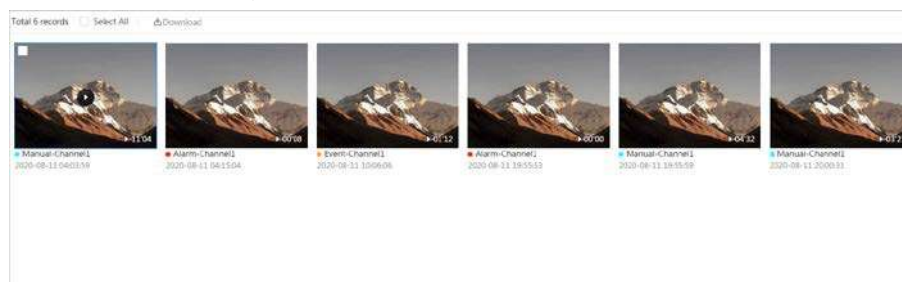 Total 6 records Select All Download
11:04 00:08 01:12 00:00 04:32
Manual-Channel1 Alarm-Channel1 Event-Channel1 Alarm-Channel1 Manual-Channel1 Manual-Channel1
2020-08-11 04:03:59 2020-08-11 04:15:04 2020-08-11 10:06:06 2020-08-11 19:55:53 2020-08-11 19:55:59 2020-08-11 20:00:31